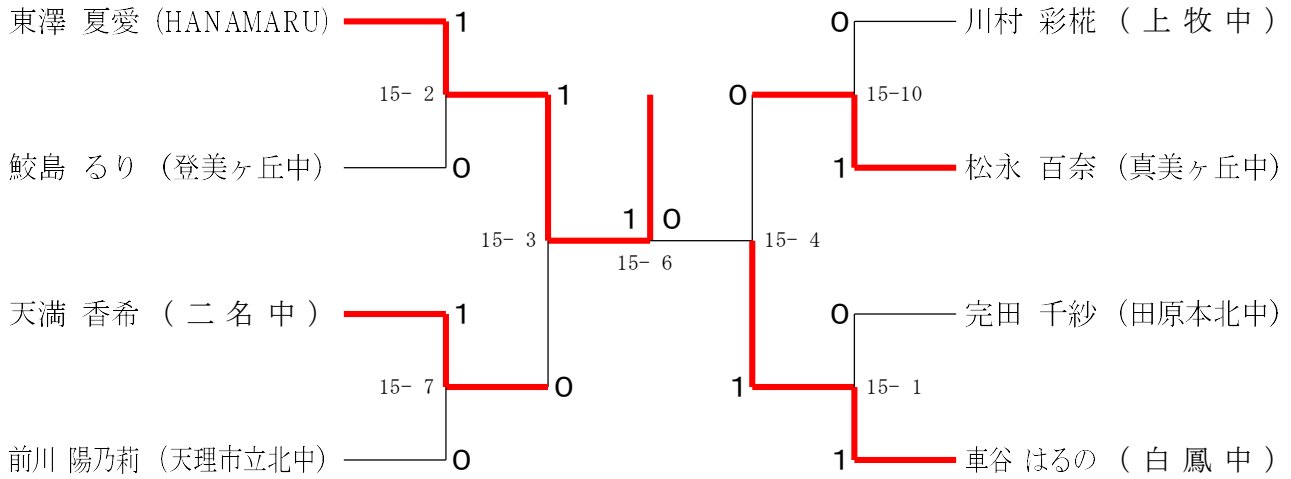 東澤 夏愛 (HANAMARU)
1
0
川村 彩椛 (上牧中)
15- 2
1
0
15-10
鮫島 るり (登美ヶ丘中)
0
1
松永 百奈 (真美ヶ丘中)
15- 3
1 0
15- 4
15- 6
天満 香希 (二名中)
1
0
完田 千紗 (田原本北中)
15- 7
0
1
15- 1
前川 陽乃莉 (天理市立北中)
0
1
車谷 はるの (白鳳中)